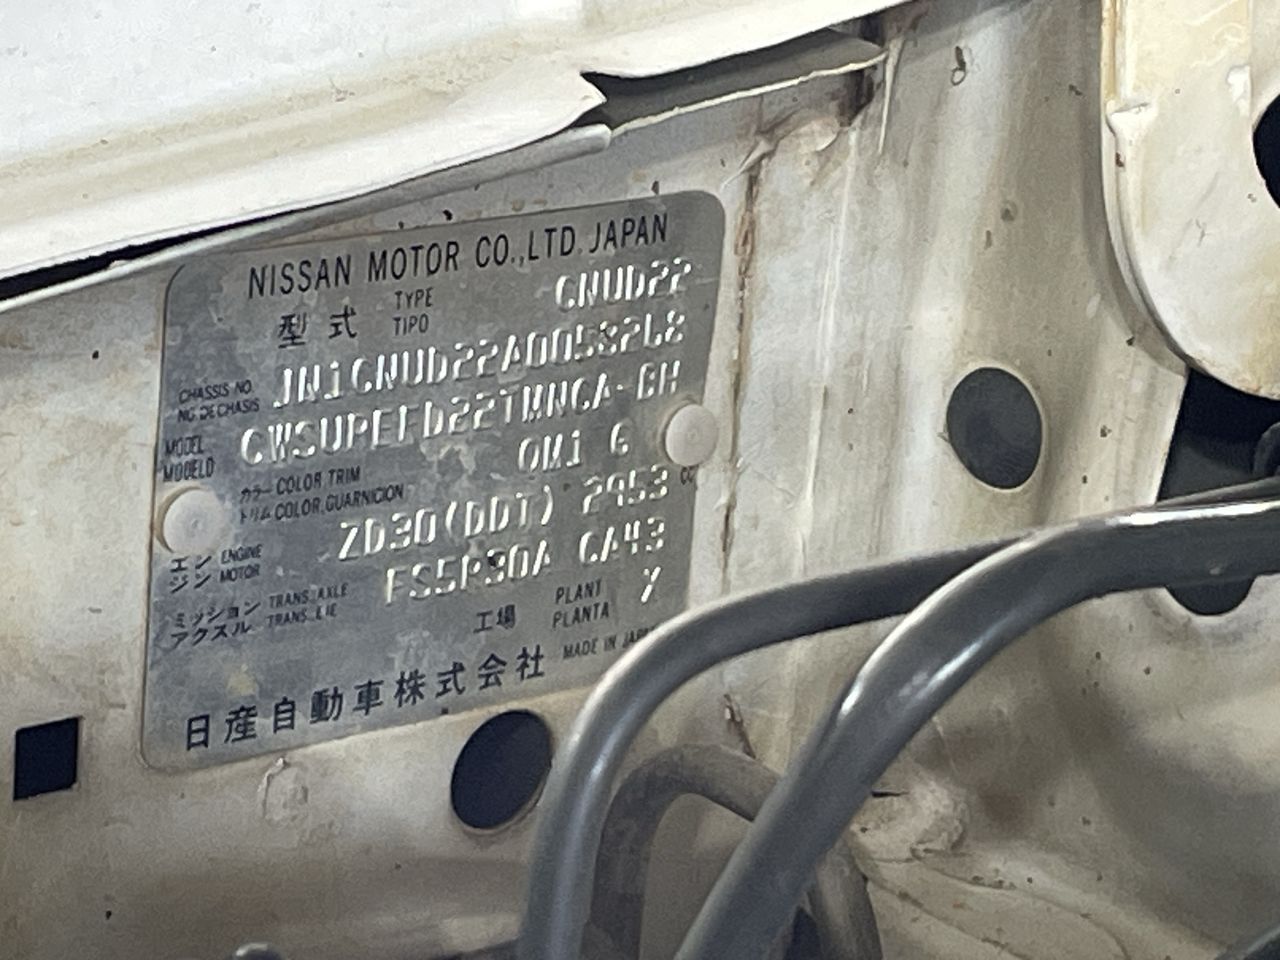 NISSAN MOTOR CO.,LTD. JAPAN
型式 TYPE TIPO CNUD22
CHASSIS NO. NO. DE CHASIS JN1CNUD22A0058268
MODEL MODELO CWSUPEFD22TMNCA-BH
カラー COLOR TRIM
トリム COLOR, GUARNICION QM1 G
エンジン ENGINE MOTOR ZD30(DDT) 2953 cc
ミッション TRANS. AXLE
アクスル FS5R30A CA43
工場 PLANT PLANTA Y
日産自動車株式会社 MADE IN